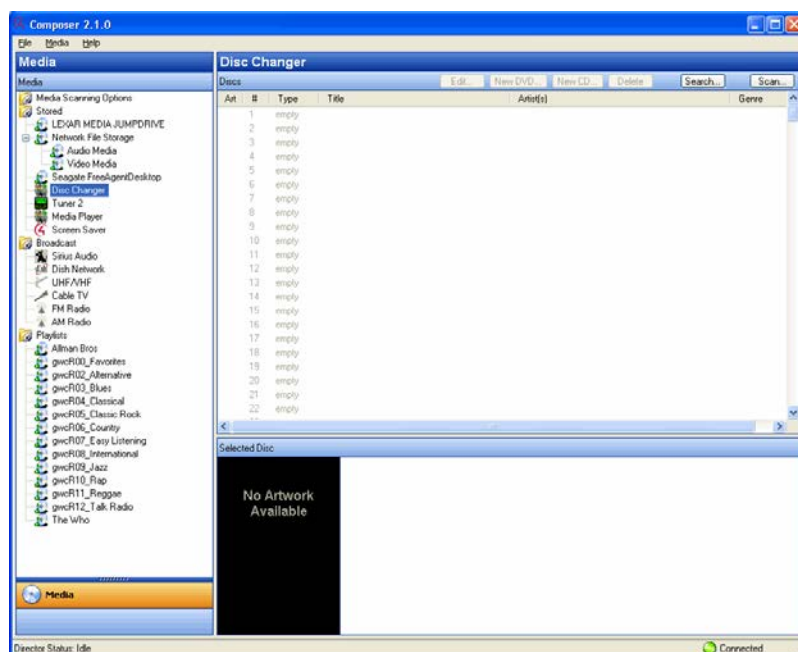 Composer 2.1.0
File Media Help
Media
Disc Changer
Media
Discs
Edit... New DVD... New CD... Delete Search... Scan...
Media Scanning Options
Stored
LEXAR MEDIA JUMPDRIVE
Network File Storage
Audio Media
Video Media
Seagate FreeAgentDesktop
Disc Changer
Tuner 2
Media Player
Screen Saver
Broadcast
Sirius Audio
Dish Network
UHF/VHF
Cable TV
FM Radio
AM Radio
Playlists
Allman Bros
gwcR00_Favorites
gwcR02_Alternative
gwcR03_Blues
gwcR04_Classical
gwcR05_Classic Rock
gwcR06_Country
gwcR07_Easy Listening
gwcR08_International
gwcR09_Jazz
gwcR10_Rap
gwcR11_Reggae
gwcR12_Talk Radio
The Who
Media
Art # Type Title Artist(s) Genre
1 empty
2 empty
3 empty
4 empty
5 empty
6 empty
7 empty
8 empty
9 empty
10 empty
11 empty
12 empty
13 empty
14 empty
15 empty
16 empty
17 empty
18 empty
19 empty
20 empty
21 empty
22 empty
Selected Disc
No Artwork
Available
Director Status: Idle
Connected